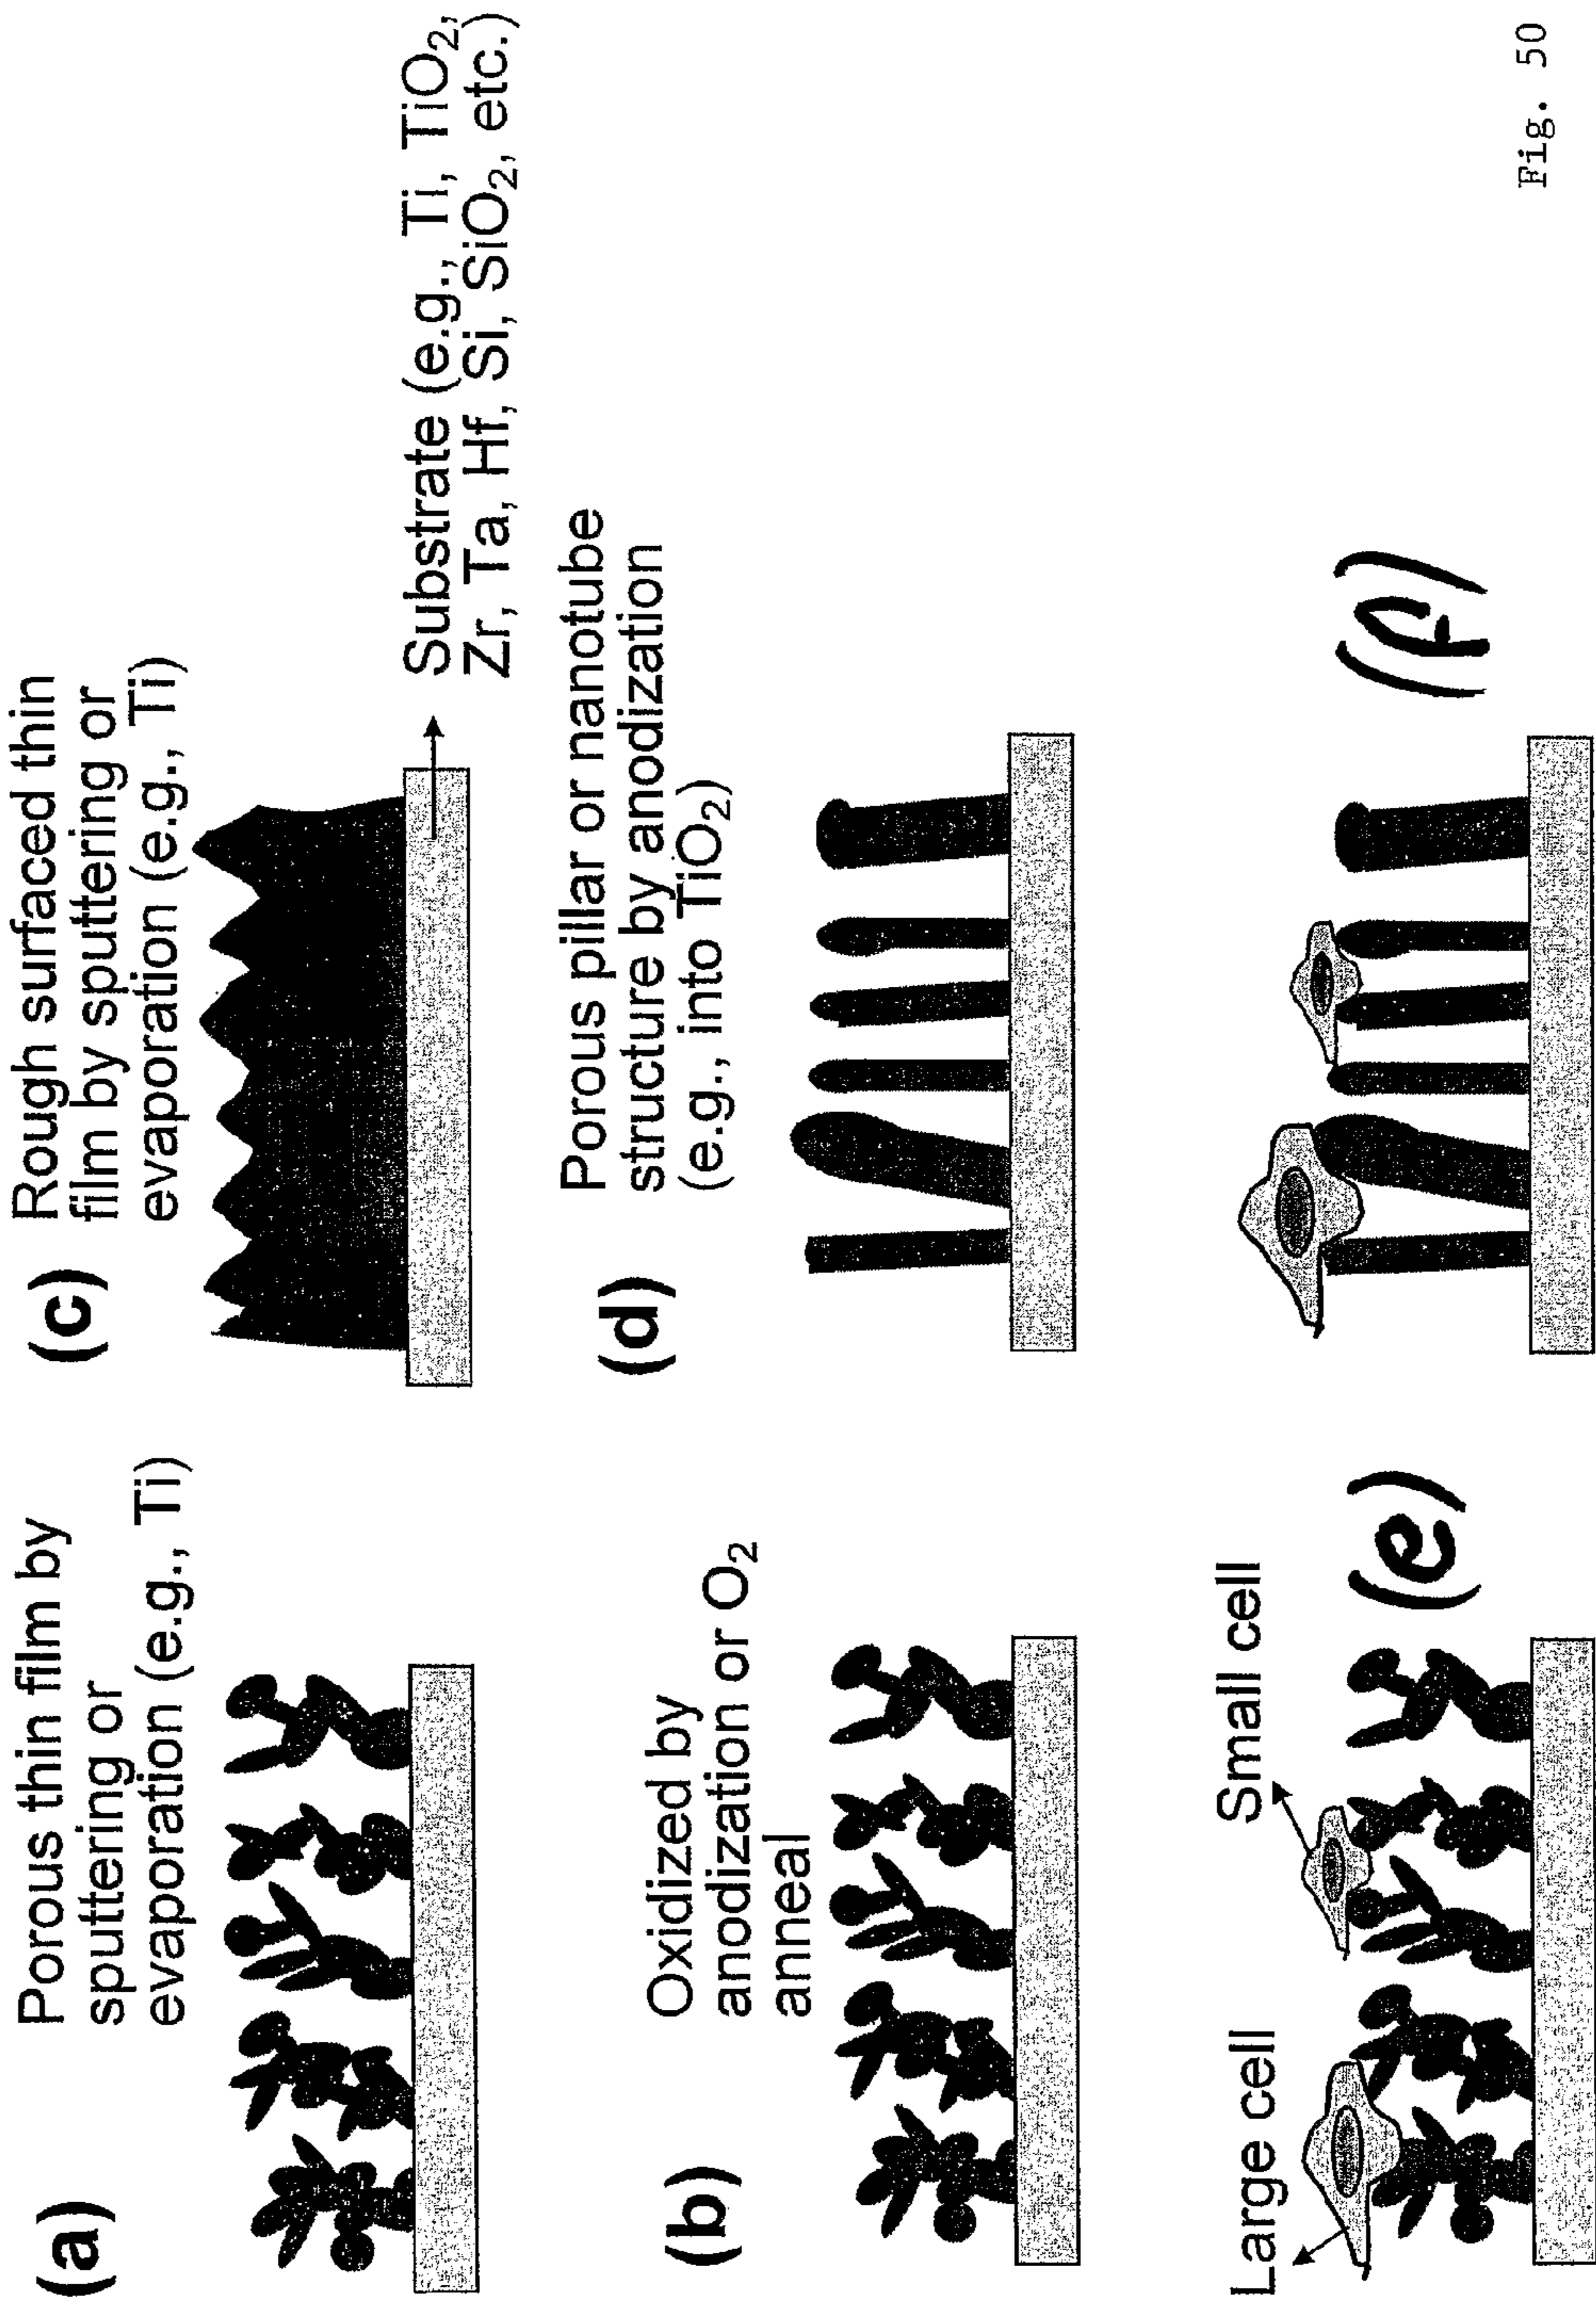 (a) Porous thin film by
sputtering or
evaporation (e.g., Ti)
(c) Rough surfaced thin
film by sputtering or
evaporation (e.g., Ti)
Substrate (e.g., Ti, TiO₂,
Zr, Ta, Hf, Si, SiO₂, etc.)
(b) Oxidized by
anodization or O₂
anneal
(d) Porous pillar or nanotube
structure by anodization
(e.g., into TiO₂)
Large cell
Small cell
(e)
(f)
Fig. 50